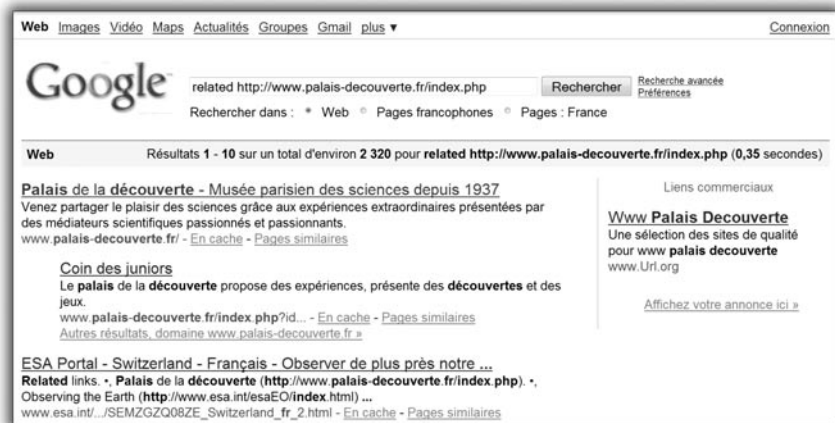 Web Images Vidéo Maps Actualités Groupes Gmail plus ▼ Connexion
Google
related http://www.palais-decouverte.fr/index.php Rechercher Recherche avancée
Préférences
Rechercher dans : Web Pages francophones Pages : France
Web Résultats 1 - 10 sur un total d'environ 2 320 pour related http://www.palais-decouverte.fr/index.php (0,35 secondes)
Palais de la découverte - Musée parisien des sciences depuis 1937
Venez partager le plaisir des sciences grâce aux expériences extraordinaires présentées par
des médiateurs scientifiques passionnés et passionnants.
www.palais-decouverte.fr/ - En cache - Pages similaires
Coin des juniors
Le palais de la découverte propose des expériences, présente des découvertes et des
jeux.
www.palais-decouverte.fr/index.php?id... - En cache - Pages similaires
Autres résultats, domaine www.palais-decouverte.fr »
ESA Portal - Switzerland - Français - Observer de plus près notre ...
Related links. •, Palais de la découverte (http://www.palais-decouverte.fr/index.php). •,
Observing the Earth (http://www.esa.int/esaEO/index.html) ...
www.esa.int/.../SEMZGZQ08ZE_Switzerland_fr_2.html - En cache - Pages similaires
Liens commerciaux
Www Palais Decouverte
Une sélection des sites de qualité
pour www palais decouverte
www.Url.org
Affichez votre annonce ici »